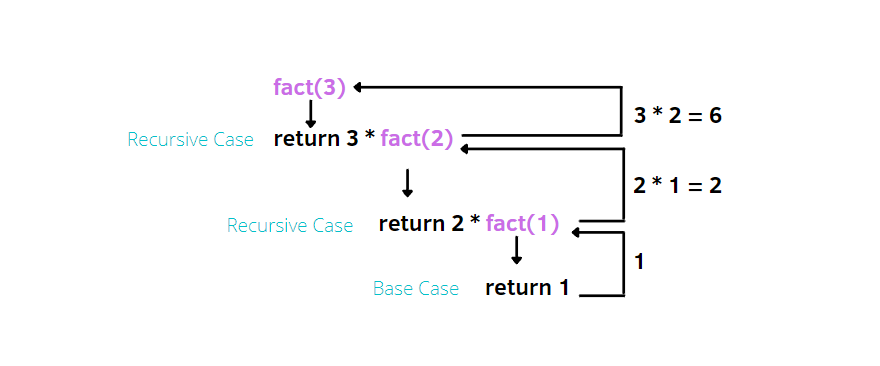 fact(3)
3 * 2 = 6
Recursive Case return 3 * fact(2)
2 * 1 = 2
Recursive Case return 2 * fact(1)
1
Base Case return 1